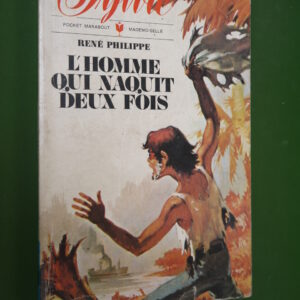 Sylvie
POCKET MARABOUT MADEMOISELLE
RENÉ PHILIPPE
L'HOMME
QUI NAQUIT
DEUX FOIS